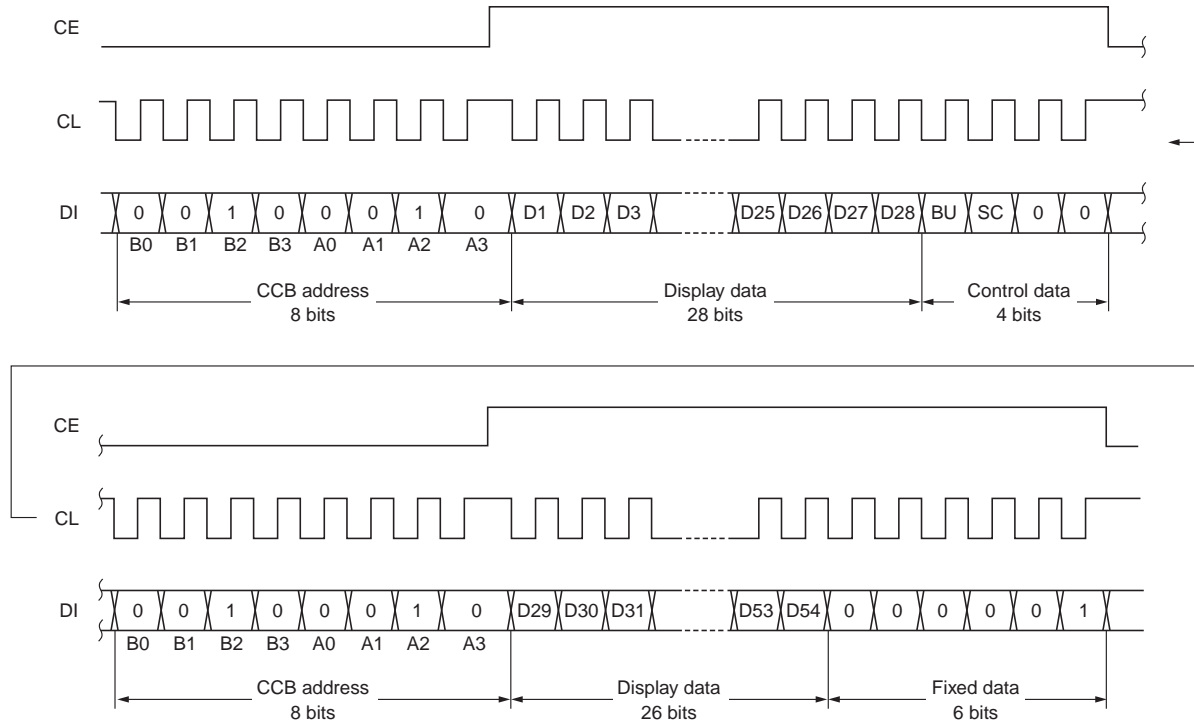 CE
CL
DI 0 0 1 0 0 0 1 0 D1 D2 D3 D25 D26 D27 D28 BU SC 0 0
B0 B1 B2 B3 A0 A1 A2 A3
CCB address Display data Control data
8 bits 28 bits 4 bits
CE
CL
DI 0 0 1 0 0 0 1 0 D29 D30 D31 D53 D54 0 0 0 0 0 1
B0 B1 B2 B3 A0 A1 A2 A3
CCB address Display data Fixed data
8 bits 26 bits 6 bits